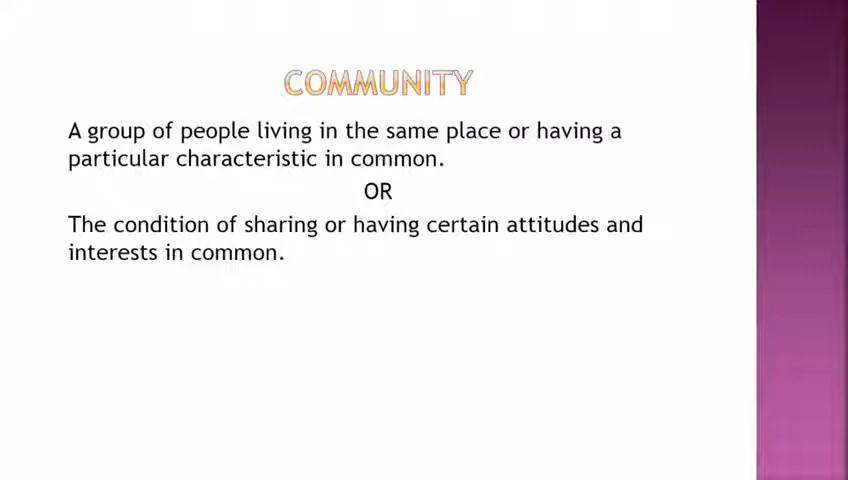 COMMUNITY
A group of people living in the same place or having a
particular characteristic in common.
OR
The condition of sharing or having certain attitudes and
interests in common.